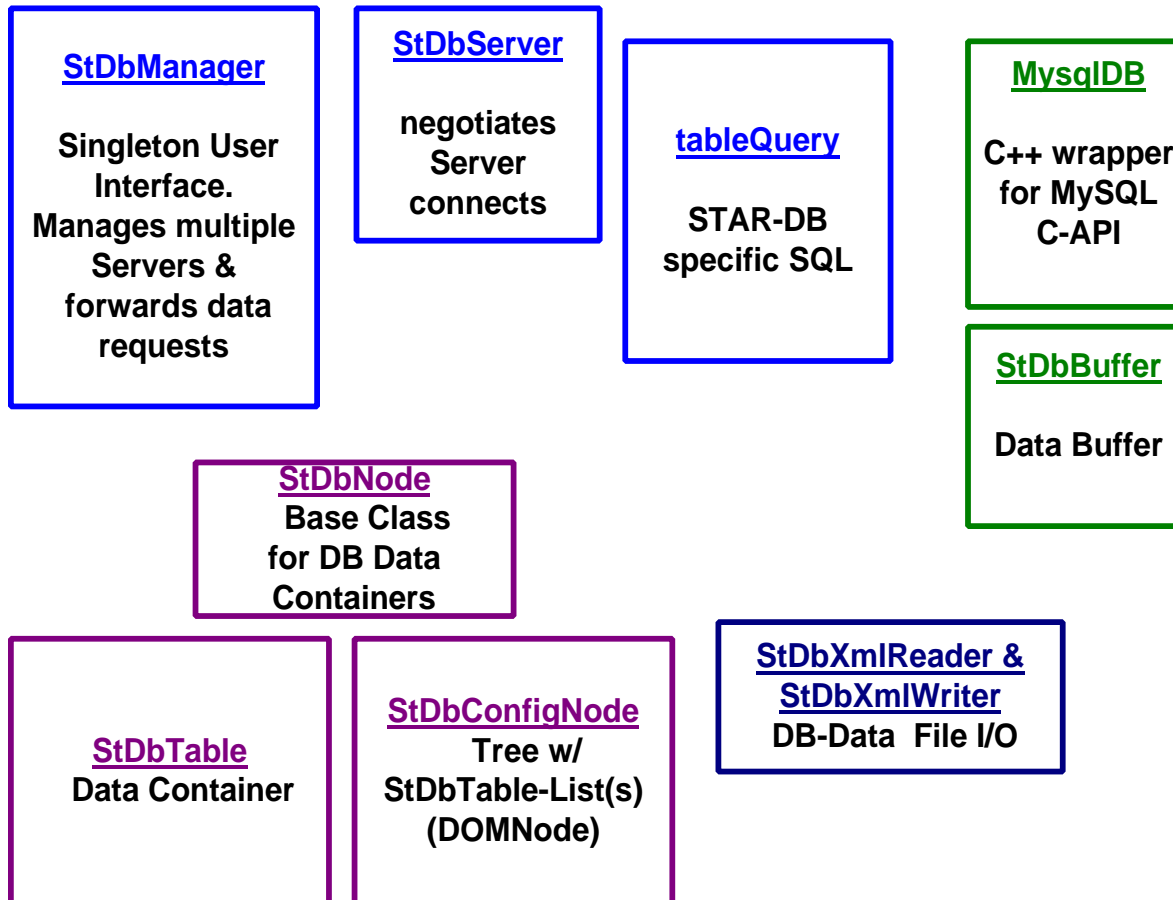 StDbManager
Singleton User
Interface.
Manages multiple
Servers &
forwards data
requests
StDbServer
negotiates
Server
connects
tableQuery
STAR-DB
specific SQL
MysqlDB
C++ wrapper
for MySQL
C-API
StDbBuffer
Data Buffer
StDbNode
Base Class
for DB Data
Containers
StDbTable
Data Container
StDbConfigNode
Tree w/
StDbTable-List(s)
(DOMNode)
StDbXmlReader &
StDbXmlWriter
DB-Data File I/O